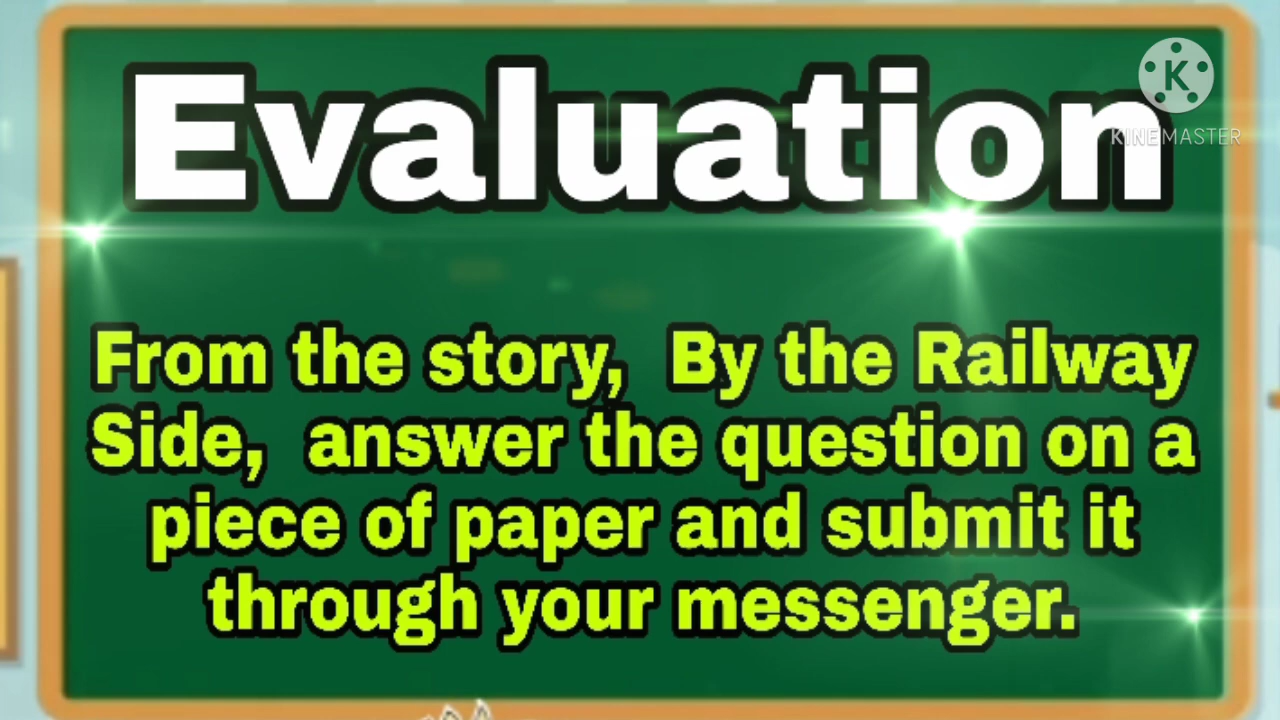 Evaluation
K
KINEMASTER
From the story, By the Railway
Side, answer the question on a
piece of paper and submit it
through your messenger.